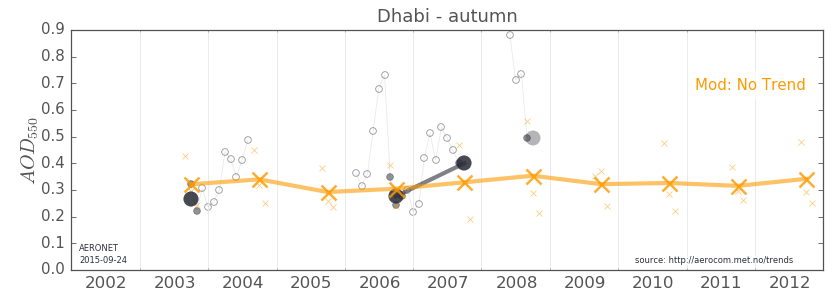 Dhabi - autumn
0.9
0.8
0.7
0.6
0.5
0.4
0.3
0.2
0.1
0.0
AOD550
Mod: No Trend
AERONET
2015-09-24
source: http://aerocom.met.no/trends
2002 2003 2004 2005 2006 2007 2008 2009 2010 2011 2012